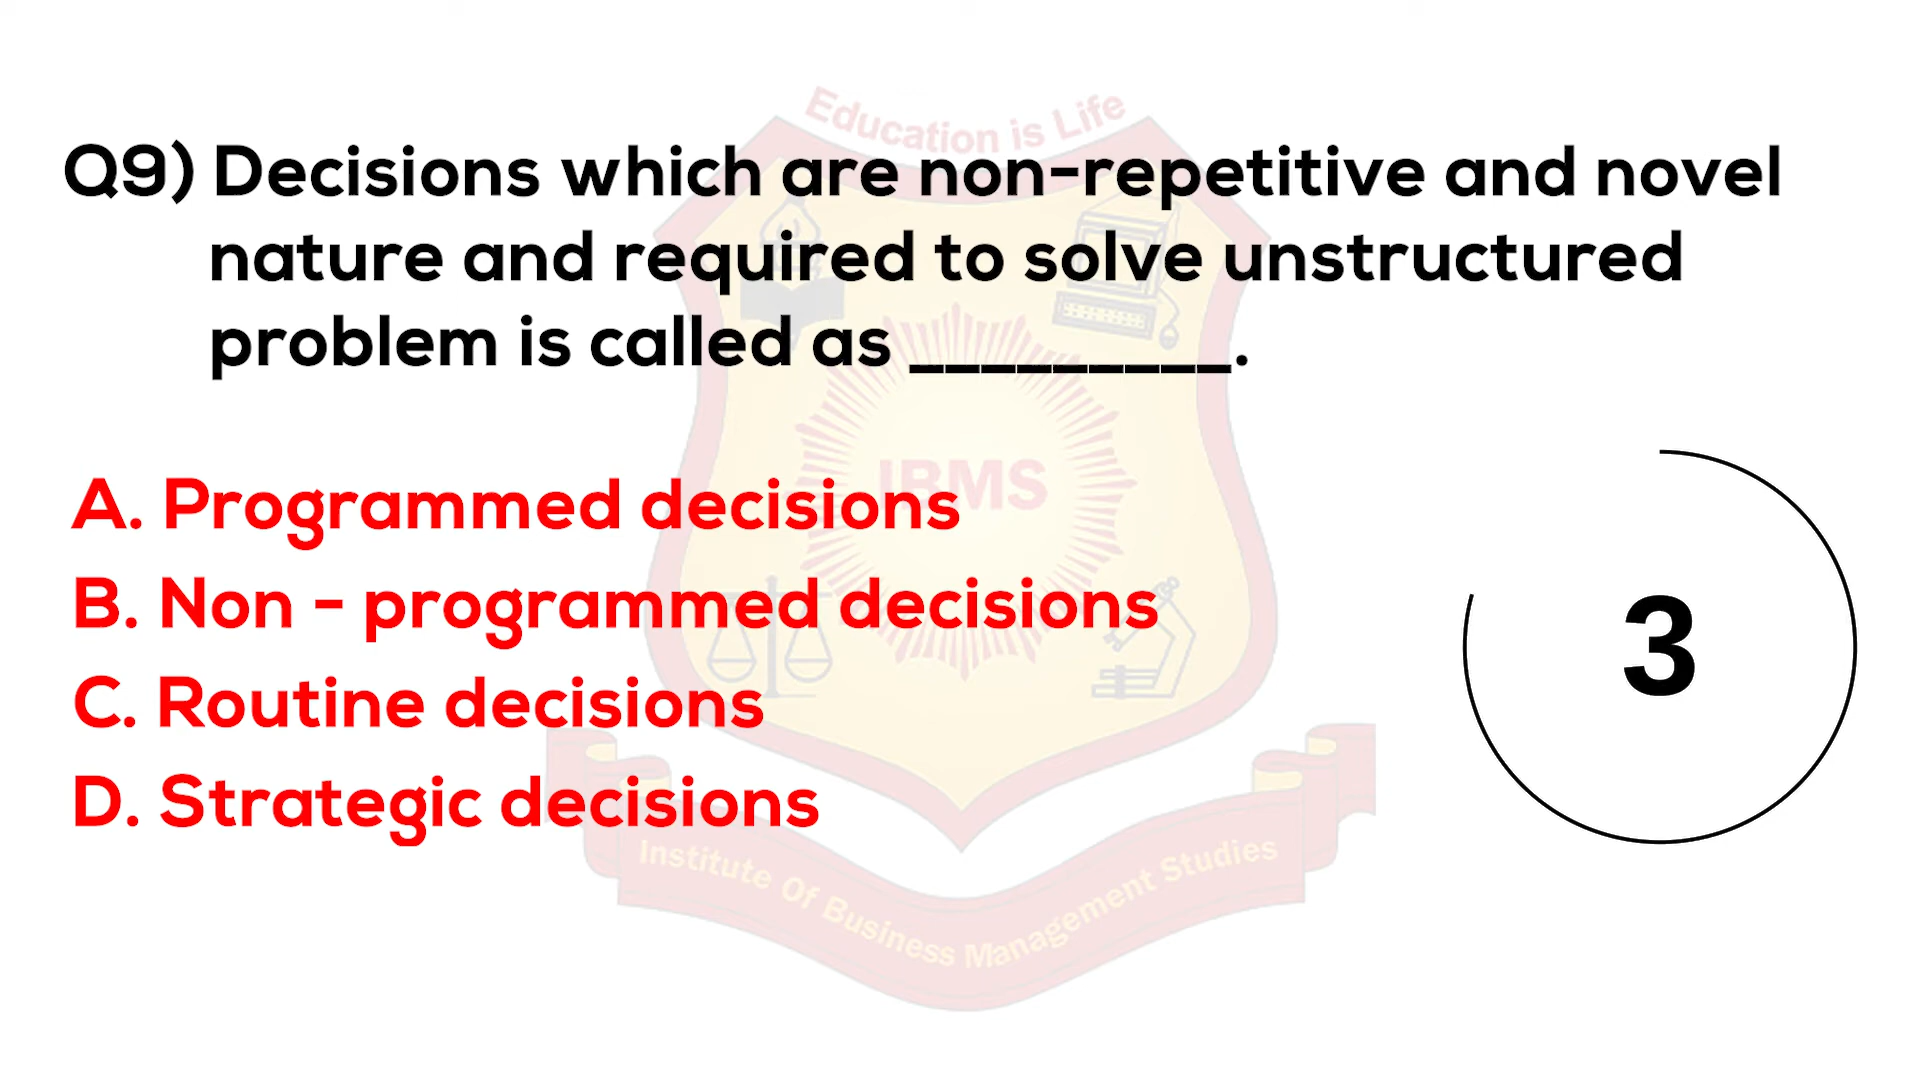 Education is Life
Q9) Decisions which are non-repetitive and novel
nature and required to solve unstructured
problem is called as _________.
IBMS
A. Programmed decisions
B. Non - programmed decisions
C. Routine decisions
D. Strategic decisions
3
Institute Of Business Management Studies